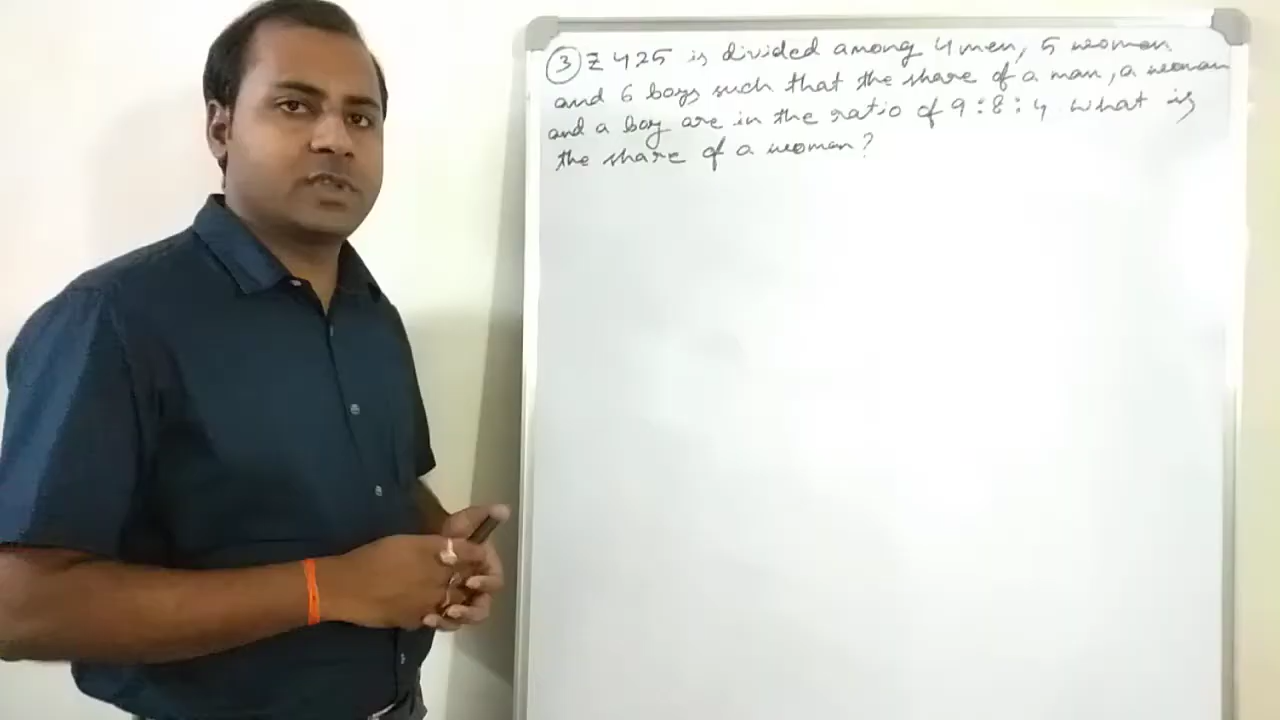 ③ ₹ 425 is divided among 4 men, 5 women
and 6 boys such that the share of a man, a woman
and a boy are in the ratio of 9:8:4 what is
the share of a woman?